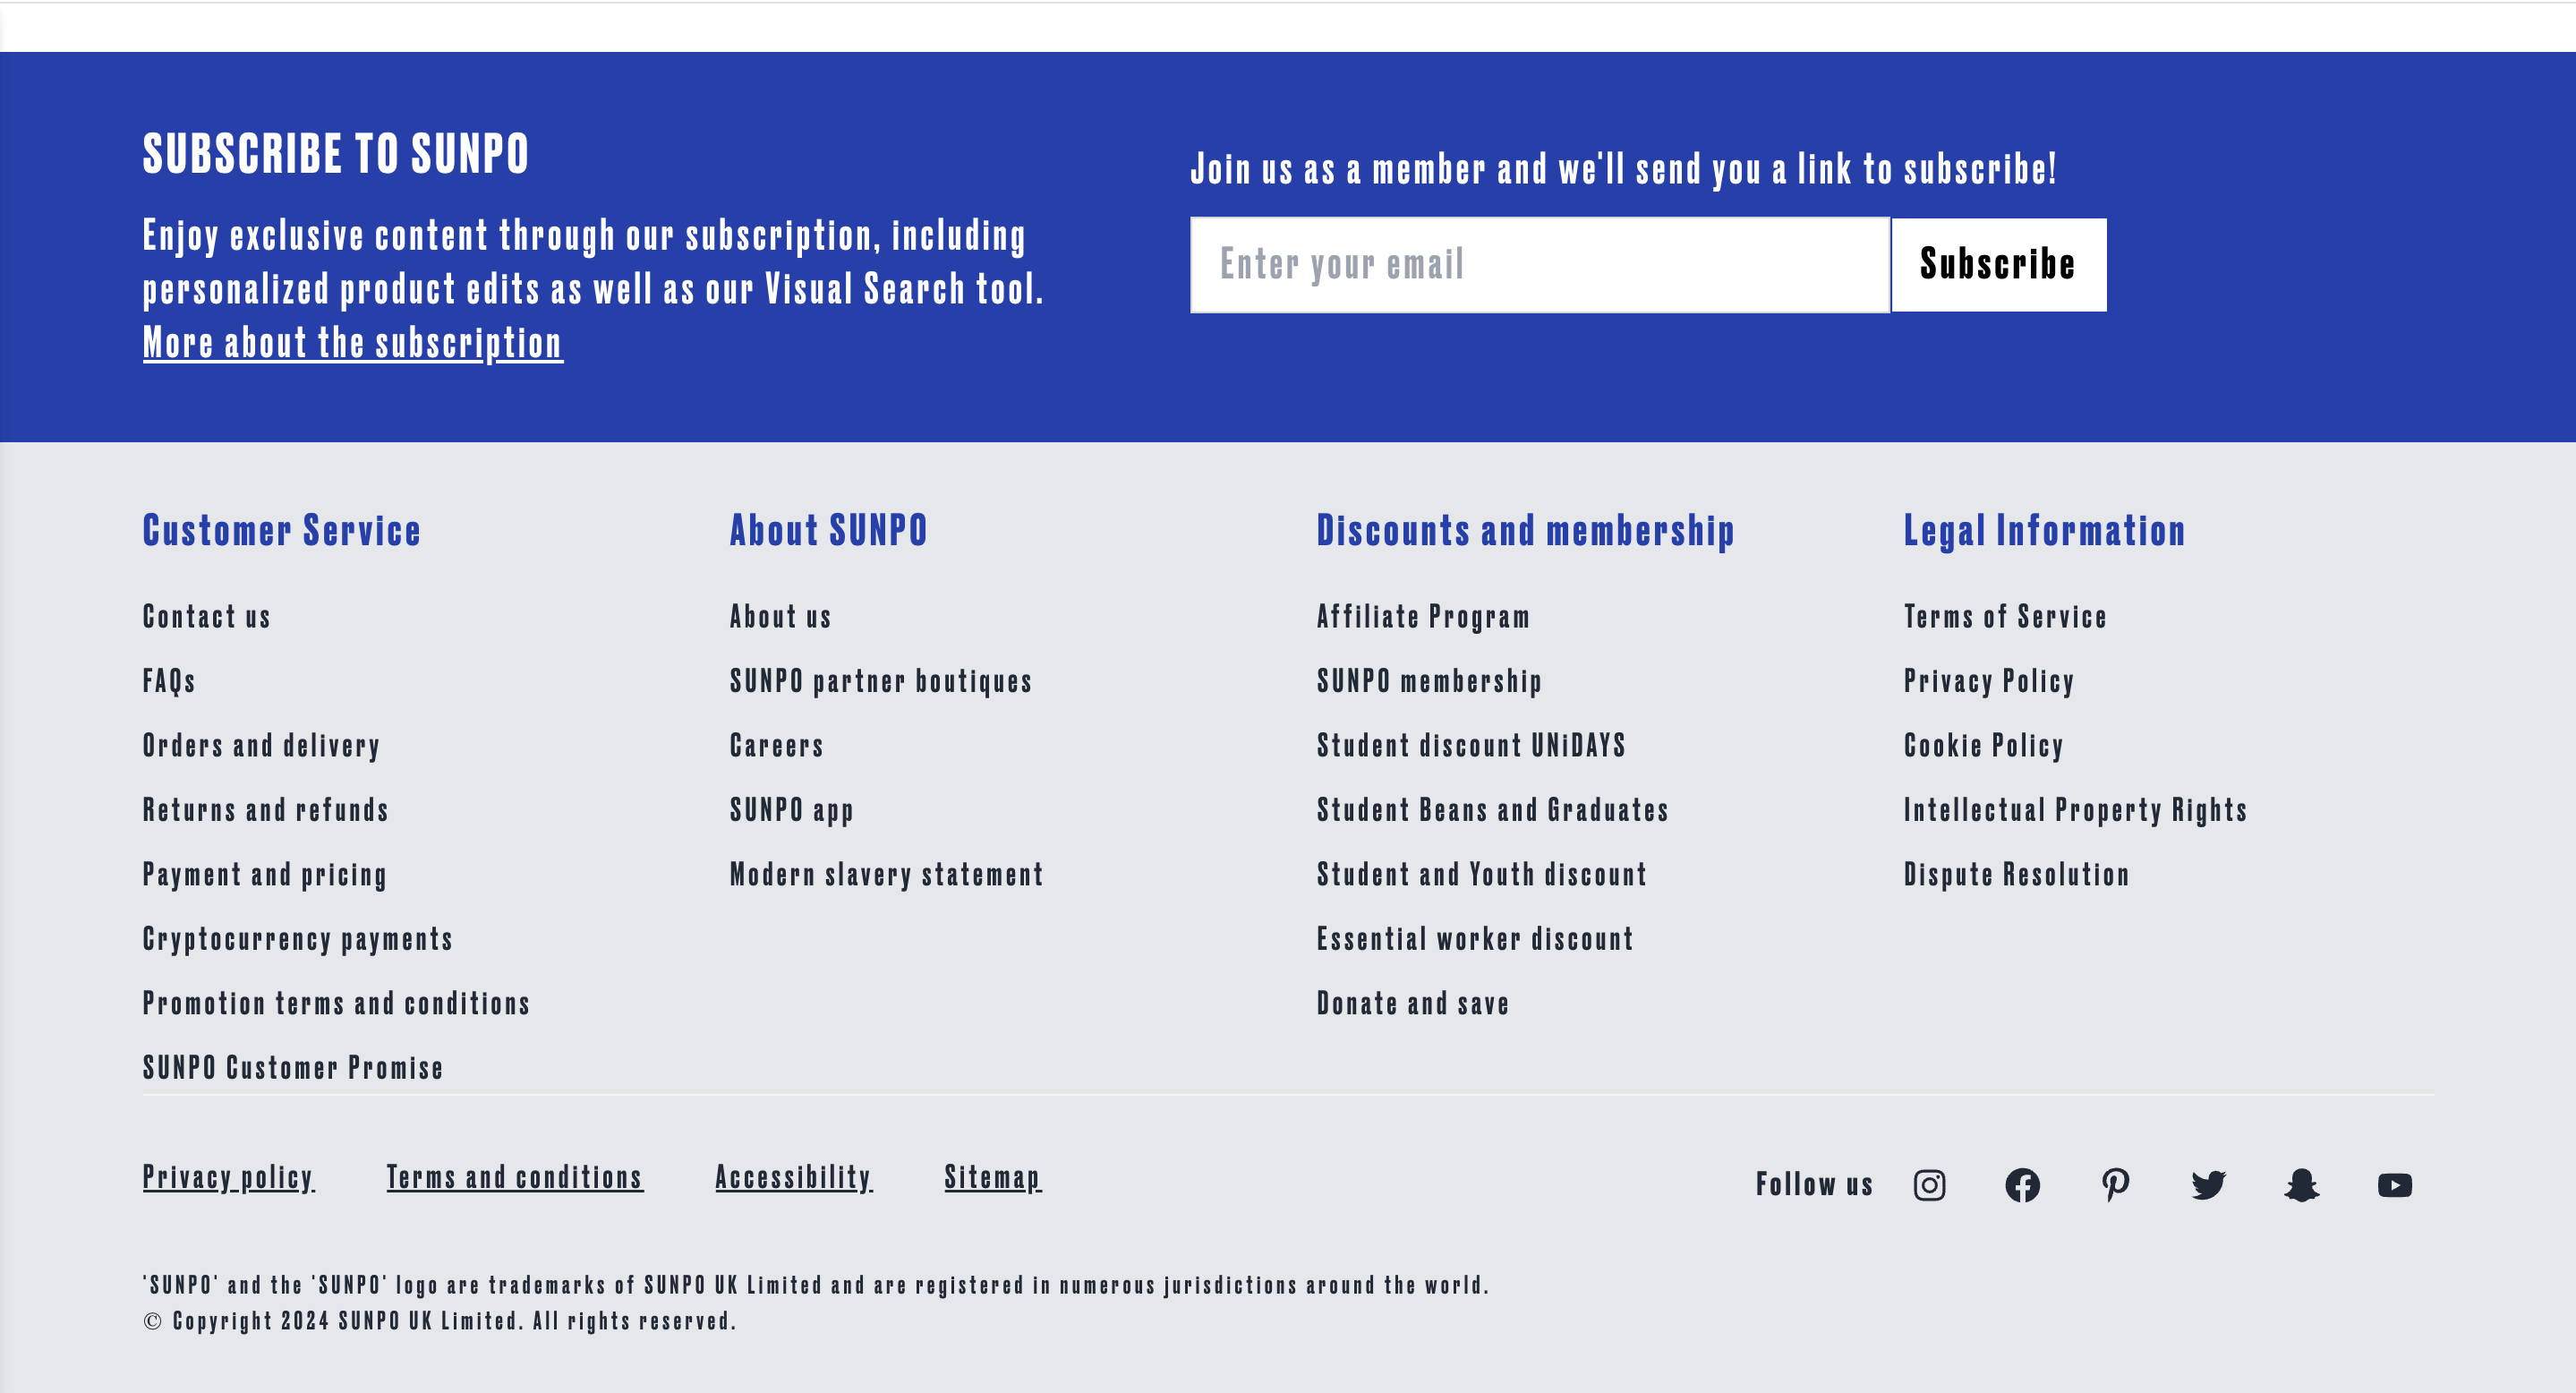 SUBSCRIBE TO SUNPO
Enjoy exclusive content through our subscription, including
personalized product edits as well as our Visual Search tool.
More about the subscription
Join us as a member and we'll send you a link to subscribe!
Enter your email
Subscribe
Customer Service
Contact us
FAQs
Orders and delivery
Returns and refunds
Payment and pricing
Cryptocurrency payments
Promotion terms and conditions
SUNPO Customer Promise
About SUNPO
About us
SUNPO partner boutiques
Careers
SUNPO app
Modern slavery statement
Discounts and membership
Affiliate Program
SUNPO membership
Student discount UNiDAYS
Student Beans and Graduates
Student and Youth discount
Essential worker discount
Donate and save
Legal Information
Terms of Service
Privacy Policy
Cookie Policy
Intellectual Property Rights
Dispute Resolution
Privacy policy
Terms and conditions
Accessibility
Sitemap
Follow us
'SUNPO' and the 'SUNPO' logo are trademarks of SUNPO UK Limited and are registered in numerous jurisdictions around the world.
© Copyright 2024 SUNPO UK Limited. All rights reserved.